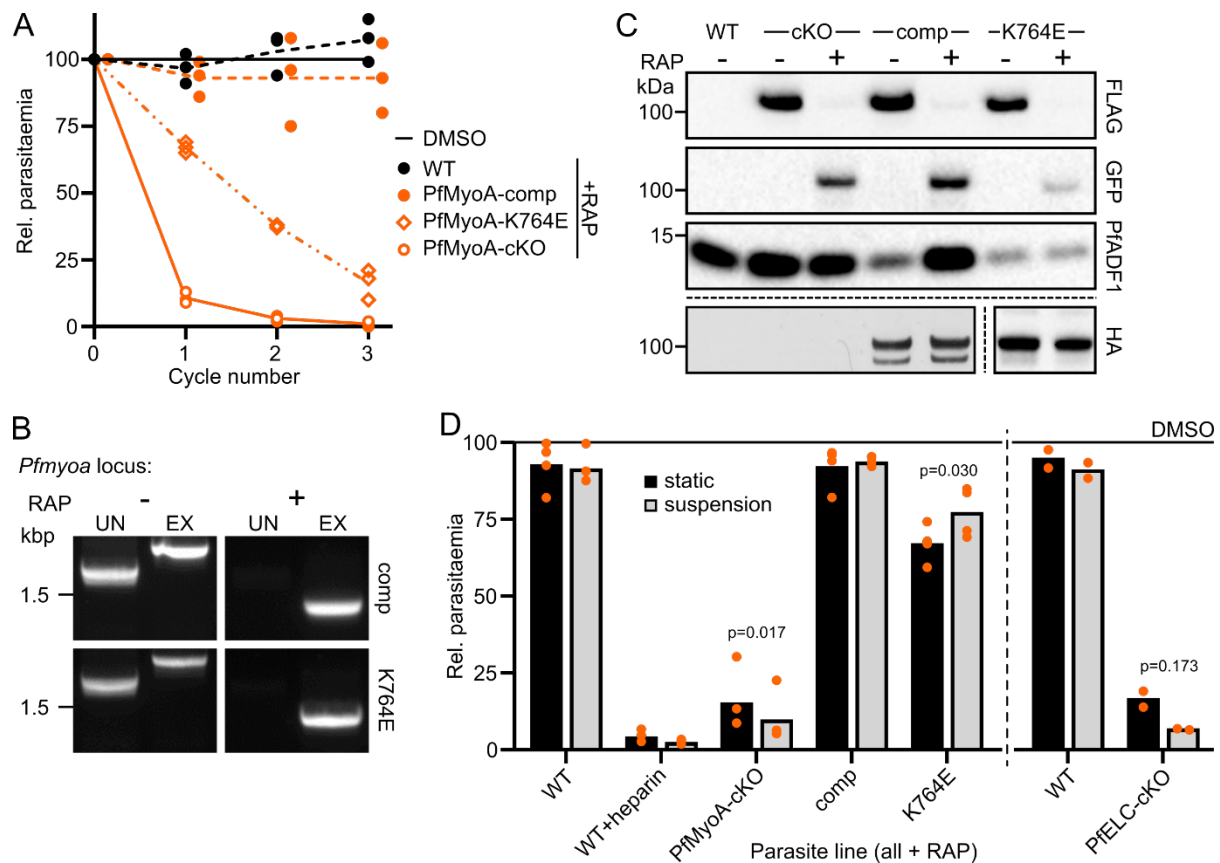 A
Rel. parasitaemia
100
75
50
25
0
0 1 2 3
Cycle number
DMSO
WT
PfMyoA-comp
PfMyoA-K764E
PfMyoA-cKO
+RAP
B
Pfmyoa locus:
RAP - +
UN EX UN EX
kbp
1.5
comp
1.5
K764E
C
WT cKO comp K764E
RAP - - + - + - +
kDa
100
FLAG
100
GFP
15
PfADF1
100
HA
D
DMSO
Rel. parasitaemia
100
75
50
25
0
static
suspension
p=0.017
p=0.030
p=0.173
WT
WT+heparin
PfMyoA-cKO
comp
K764E
WT
PfELC-cKO
Parasite line (all + RAP)